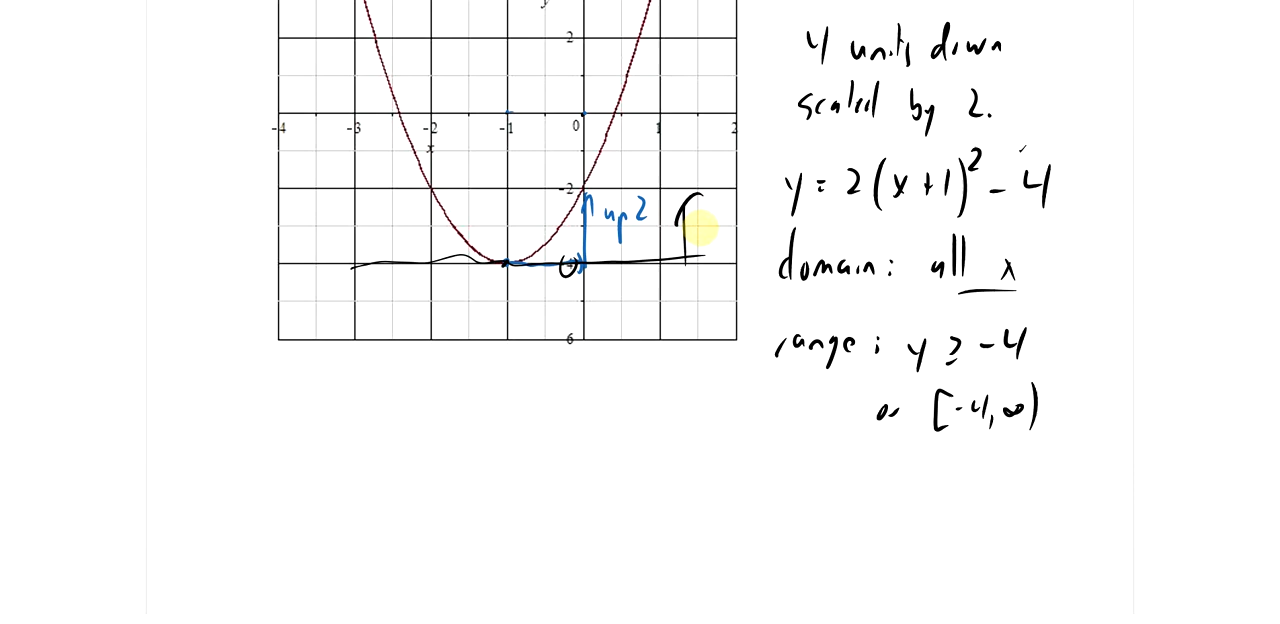 y
2
-4 -3 -2 -1 0 1 2
x
-2
up 2
6
4 units down
scaled by 2.
y = 2(x+1)² - 4
domain: all x
range: y ≥ -4
or [-4, ∞)